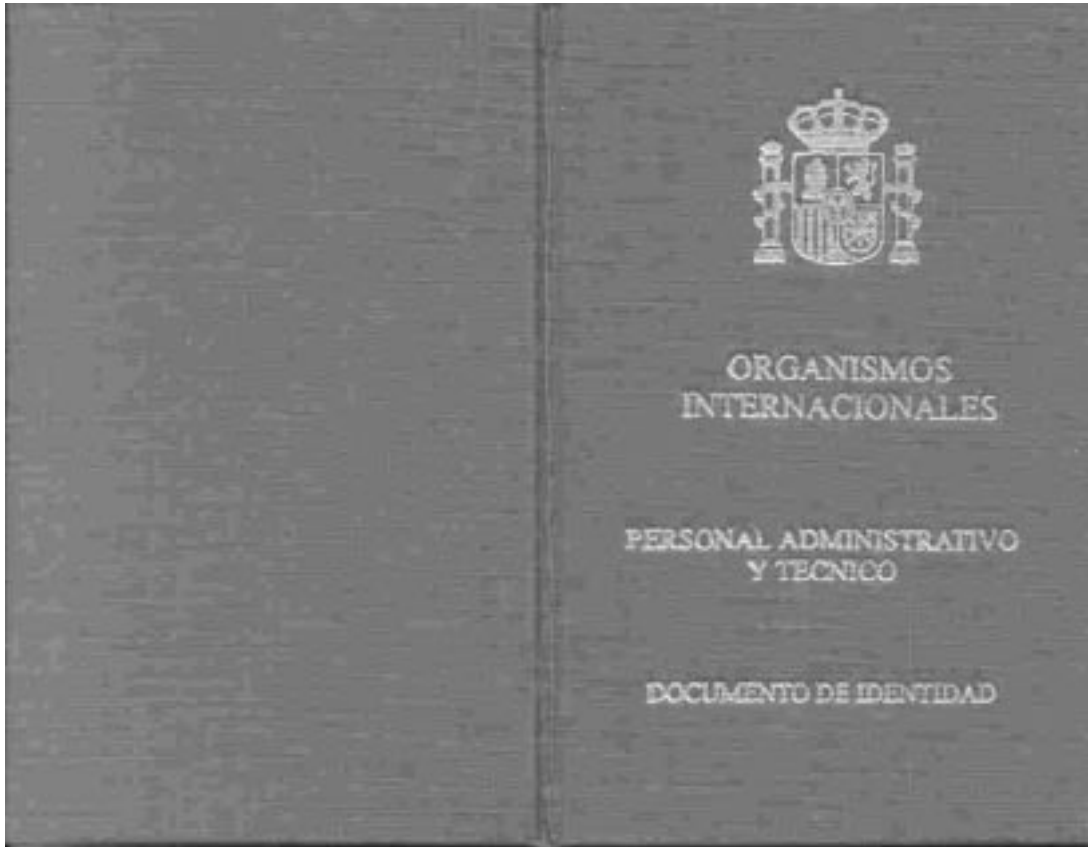 ORGANISMOS
INTERNACIONALES
PERSONAL ADMINISTRATIVO
Y TECNICO
DOCUMENTO DE IDENTIDAD